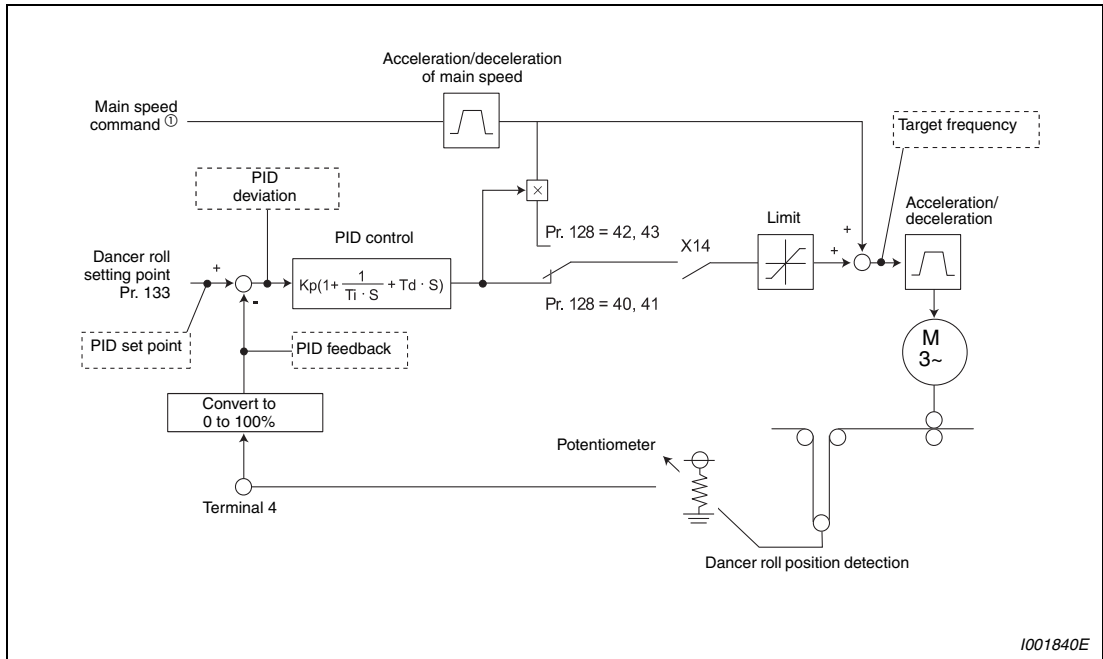 Acceleration/deceleration
of main speed
Main speed
command ①
Target frequency
PID
deviation
Acceleration/
deceleration
Limit
Pr. 128 = 42, 43
X14
PID control
Dancer roll
setting point
Pr. 133
+
-
Kp(1+ 1/Ti · S + Td · S)
×
+
+
Pr. 128 = 40, 41
PID set point
PID feedback
M
3~
Convert to
0 to 100%
Potentiometer
Terminal 4
Dancer roll position detection
I001840E